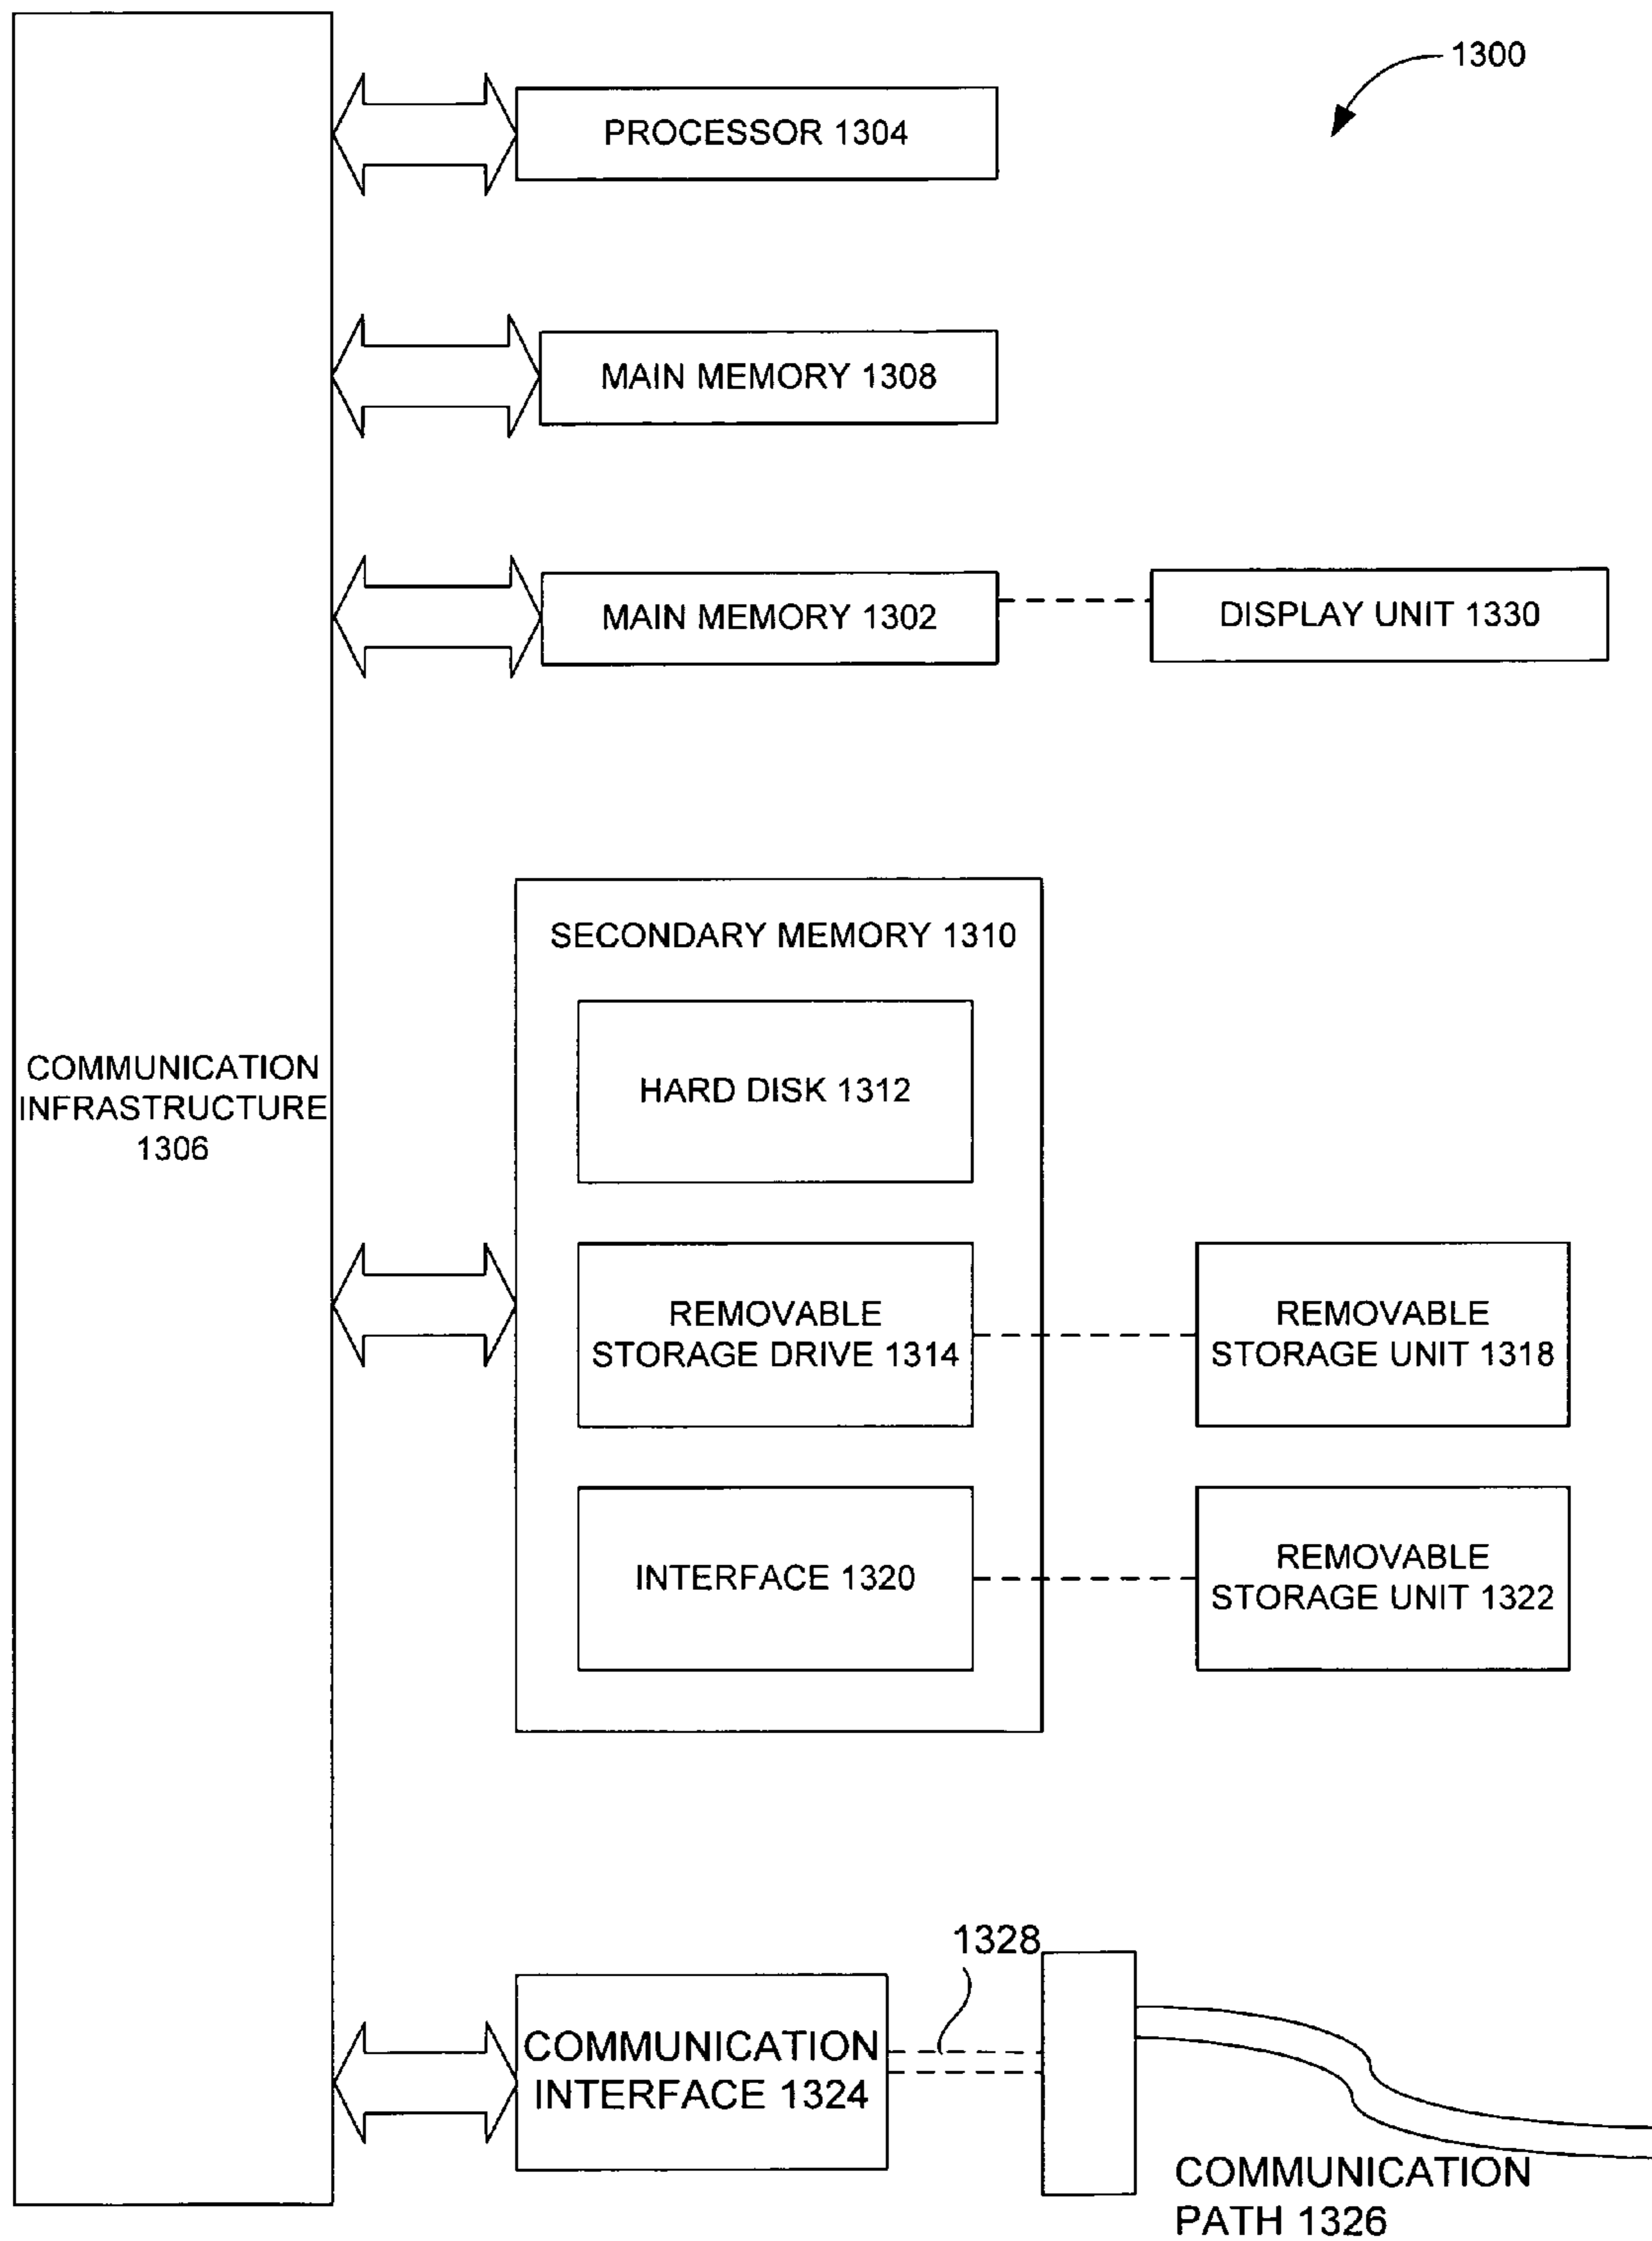 1300
PROCESSOR 1304
MAIN MEMORY 1308
MAIN MEMORY 1302
DISPLAY UNIT 1330
SECONDARY MEMORY 1310
HARD DISK 1312
COMMUNICATION
INFRASTRUCTURE
1306
REMOVABLE
STORAGE DRIVE 1314
REMOVABLE
STORAGE UNIT 1318
INTERFACE 1320
REMOVABLE
STORAGE UNIT 1322
1328
COMMUNICATION
INTERFACE 1324
COMMUNICATION
PATH 1326